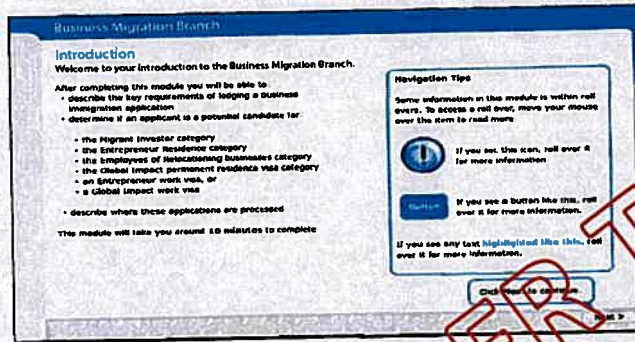 Business Migration Branch
Introduction
Welcome to your introduction to the Business Migration Branch.
After completing this module you will be able to
• describe the key requirements of lodging a business
immigration application
• determine if an applicant is a potential candidate for
• the Migrant Investor category
• the Entrepreneur Residence category
• the Employees of Relocationing businesses category
• the Global Impact permanent residence visa category
• an Entrepreneur work visa, or
• a Global Impact work visa
• describe where these applications are processed
This module will take you around 10 minutes to complete
Navigation Tips
Some information in this module is within roll
overs. To access a roll over, move your mouse
over the item to read more
If you see this icon, roll over it
for more information
Button
If you see a button like this, roll
over it for more information.
If you see any text highlighted like this, roll
over it for more information.
Click to continue
Next >
ER T